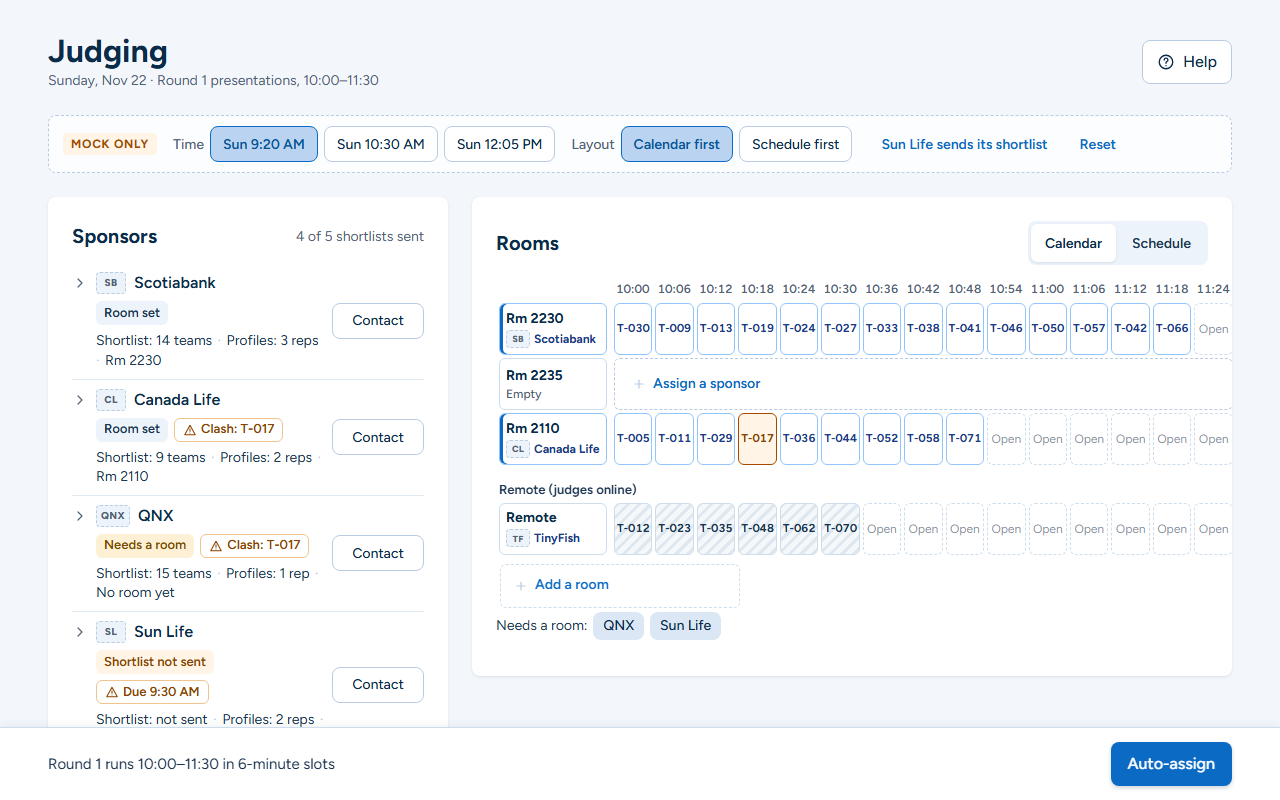 Judging
Sunday, Nov 22 · Round 1 presentations, 10:00–11:30
Help
MOCK ONLY Time Sun 9:20 AM Sun 10:30 AM Sun 12:05 PM Layout Calendar first Schedule first Sun Life sends its shortlist Reset
Sponsors
4 of 5 shortlists sent
SB Scotiabank
Room set
Contact
Shortlist: 14 teams · Profiles: 3 reps
· Rm 2230
CL Canada Life
Room set Clash: T-017
Contact
Shortlist: 9 teams · Profiles: 2 reps ·
Rm 2110
QNX QNX
Needs a room Clash: T-017
Contact
Shortlist: 15 teams · Profiles: 1 rep ·
No room yet
SL Sun Life
Shortlist not sent
Due 9:30 AM
Contact
Shortlist: not sent · Profiles: 2 reps ·
Rooms
Calendar Schedule
10:00 10:06 10:12 10:18 10:24 10:30 10:36 10:42 10:48 10:54 11:00 11:06 11:12 11:18 11:24
Rm 2230
SB Scotiabank
T-030 T-009 T-013 T-019 T-024 T-027 T-033 T-038 T-041 T-046 T-050 T-057 T-042 T-066 Open
Rm 2235
Empty
+ Assign a sponsor
Rm 2110
CL Canada Life
T-005 T-011 T-029 T-017 T-036 T-044 T-052 T-058 T-071 Open Open Open Open Open Open
Remote (judges online)
Remote
TF TinyFish
T-012 T-023 T-035 T-048 T-062 T-070 Open Open Open Open Open Open Open Open Open
+ Add a room
Needs a room: QNX Sun Life
Round 1 runs 10:00–11:30 in 6-minute slots
Auto-assign